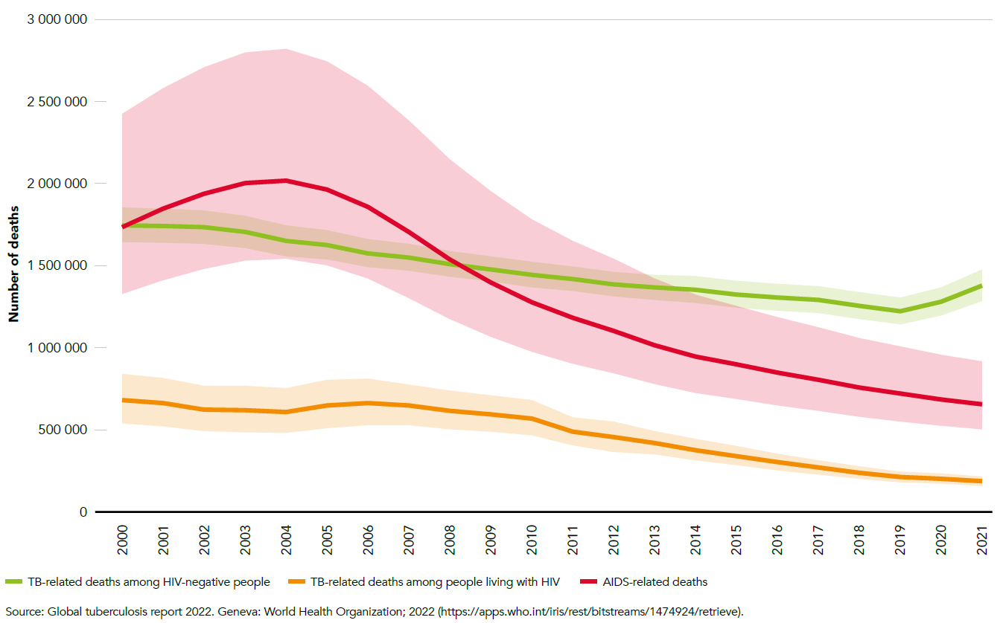 3 000 000
2 500 000
2 000 000
1 500 000
1 000 000
500 000
0
Number of deaths
2000
2001
2002
2003
2004
2005
2006
2007
2008
2009
2010
2011
2012
2013
2014
2015
2016
2017
2018
2019
2020
2021
TB-related deaths among HIV-negative people
TB-related deaths among people living with HIV
AIDS-related deaths
Source: Global tuberculosis report 2022. Geneva: World Health Organization; 2022 (https://apps.who.int/iris/rest/bitstreams/1474924/retrieve).